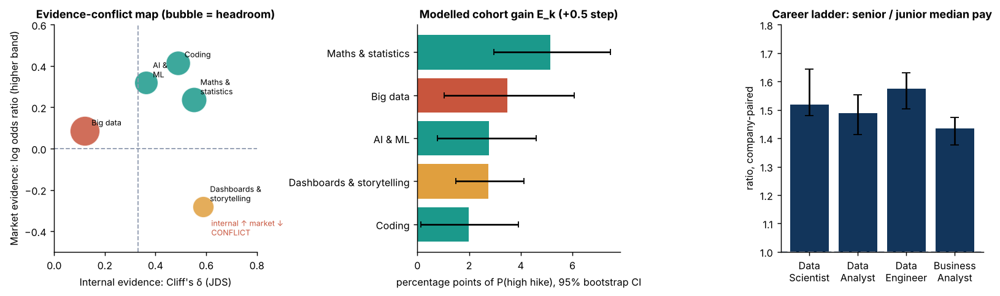 Evidence-conflict map (bubble = headroom)
Market evidence: log odds ratio (higher band)
0.6
0.4
0.2
0.0
−0.2
−0.4
Coding
AI &
ML
Maths &
statistics
Big data
Dashboards &
storytelling
internal ↑ market ↓
CONFLICT
0.0
0.2
0.4
0.6
0.8
Internal evidence: Cliff's δ (JDS)
Modelled cohort gain E_k (+0.5 step)
Maths & statistics
Big data
AI & ML
Dashboards & storytelling
Coding
0
2
4
6
percentage points of P(high hike), 95% bootstrap CI
Career ladder: senior / junior median pay
ratio, company-paired
1.8
1.7
1.6
1.5
1.4
1.3
1.2
1.1
1.0
Data
Scientist
Data
Analyst
Data
Engineer
Business
Analyst